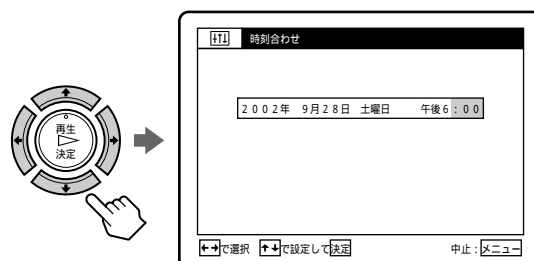 時刻合わせ
2002年 9月28日 土曜日 午後6:00
再生
決定
←→で選択 ↑↓で設定して決定 中止:メニュー